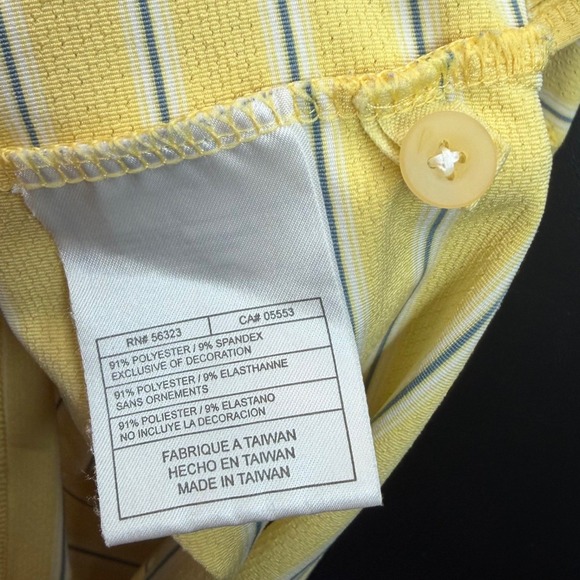 RN# 56323 CA# 05553
91% POLYESTER / 9% SPANDEX
EXCLUSIVE OF DECORATION
91% POLYESTER / 9% ELASTHANNE
SANS ORNEMENTS
91% POLIESTER / 9% ELASTANO
NO INCLUYE LA DECORACION
FABRIQUE A TAIWAN
HECHO EN TAIWAN
MADE IN TAIWAN